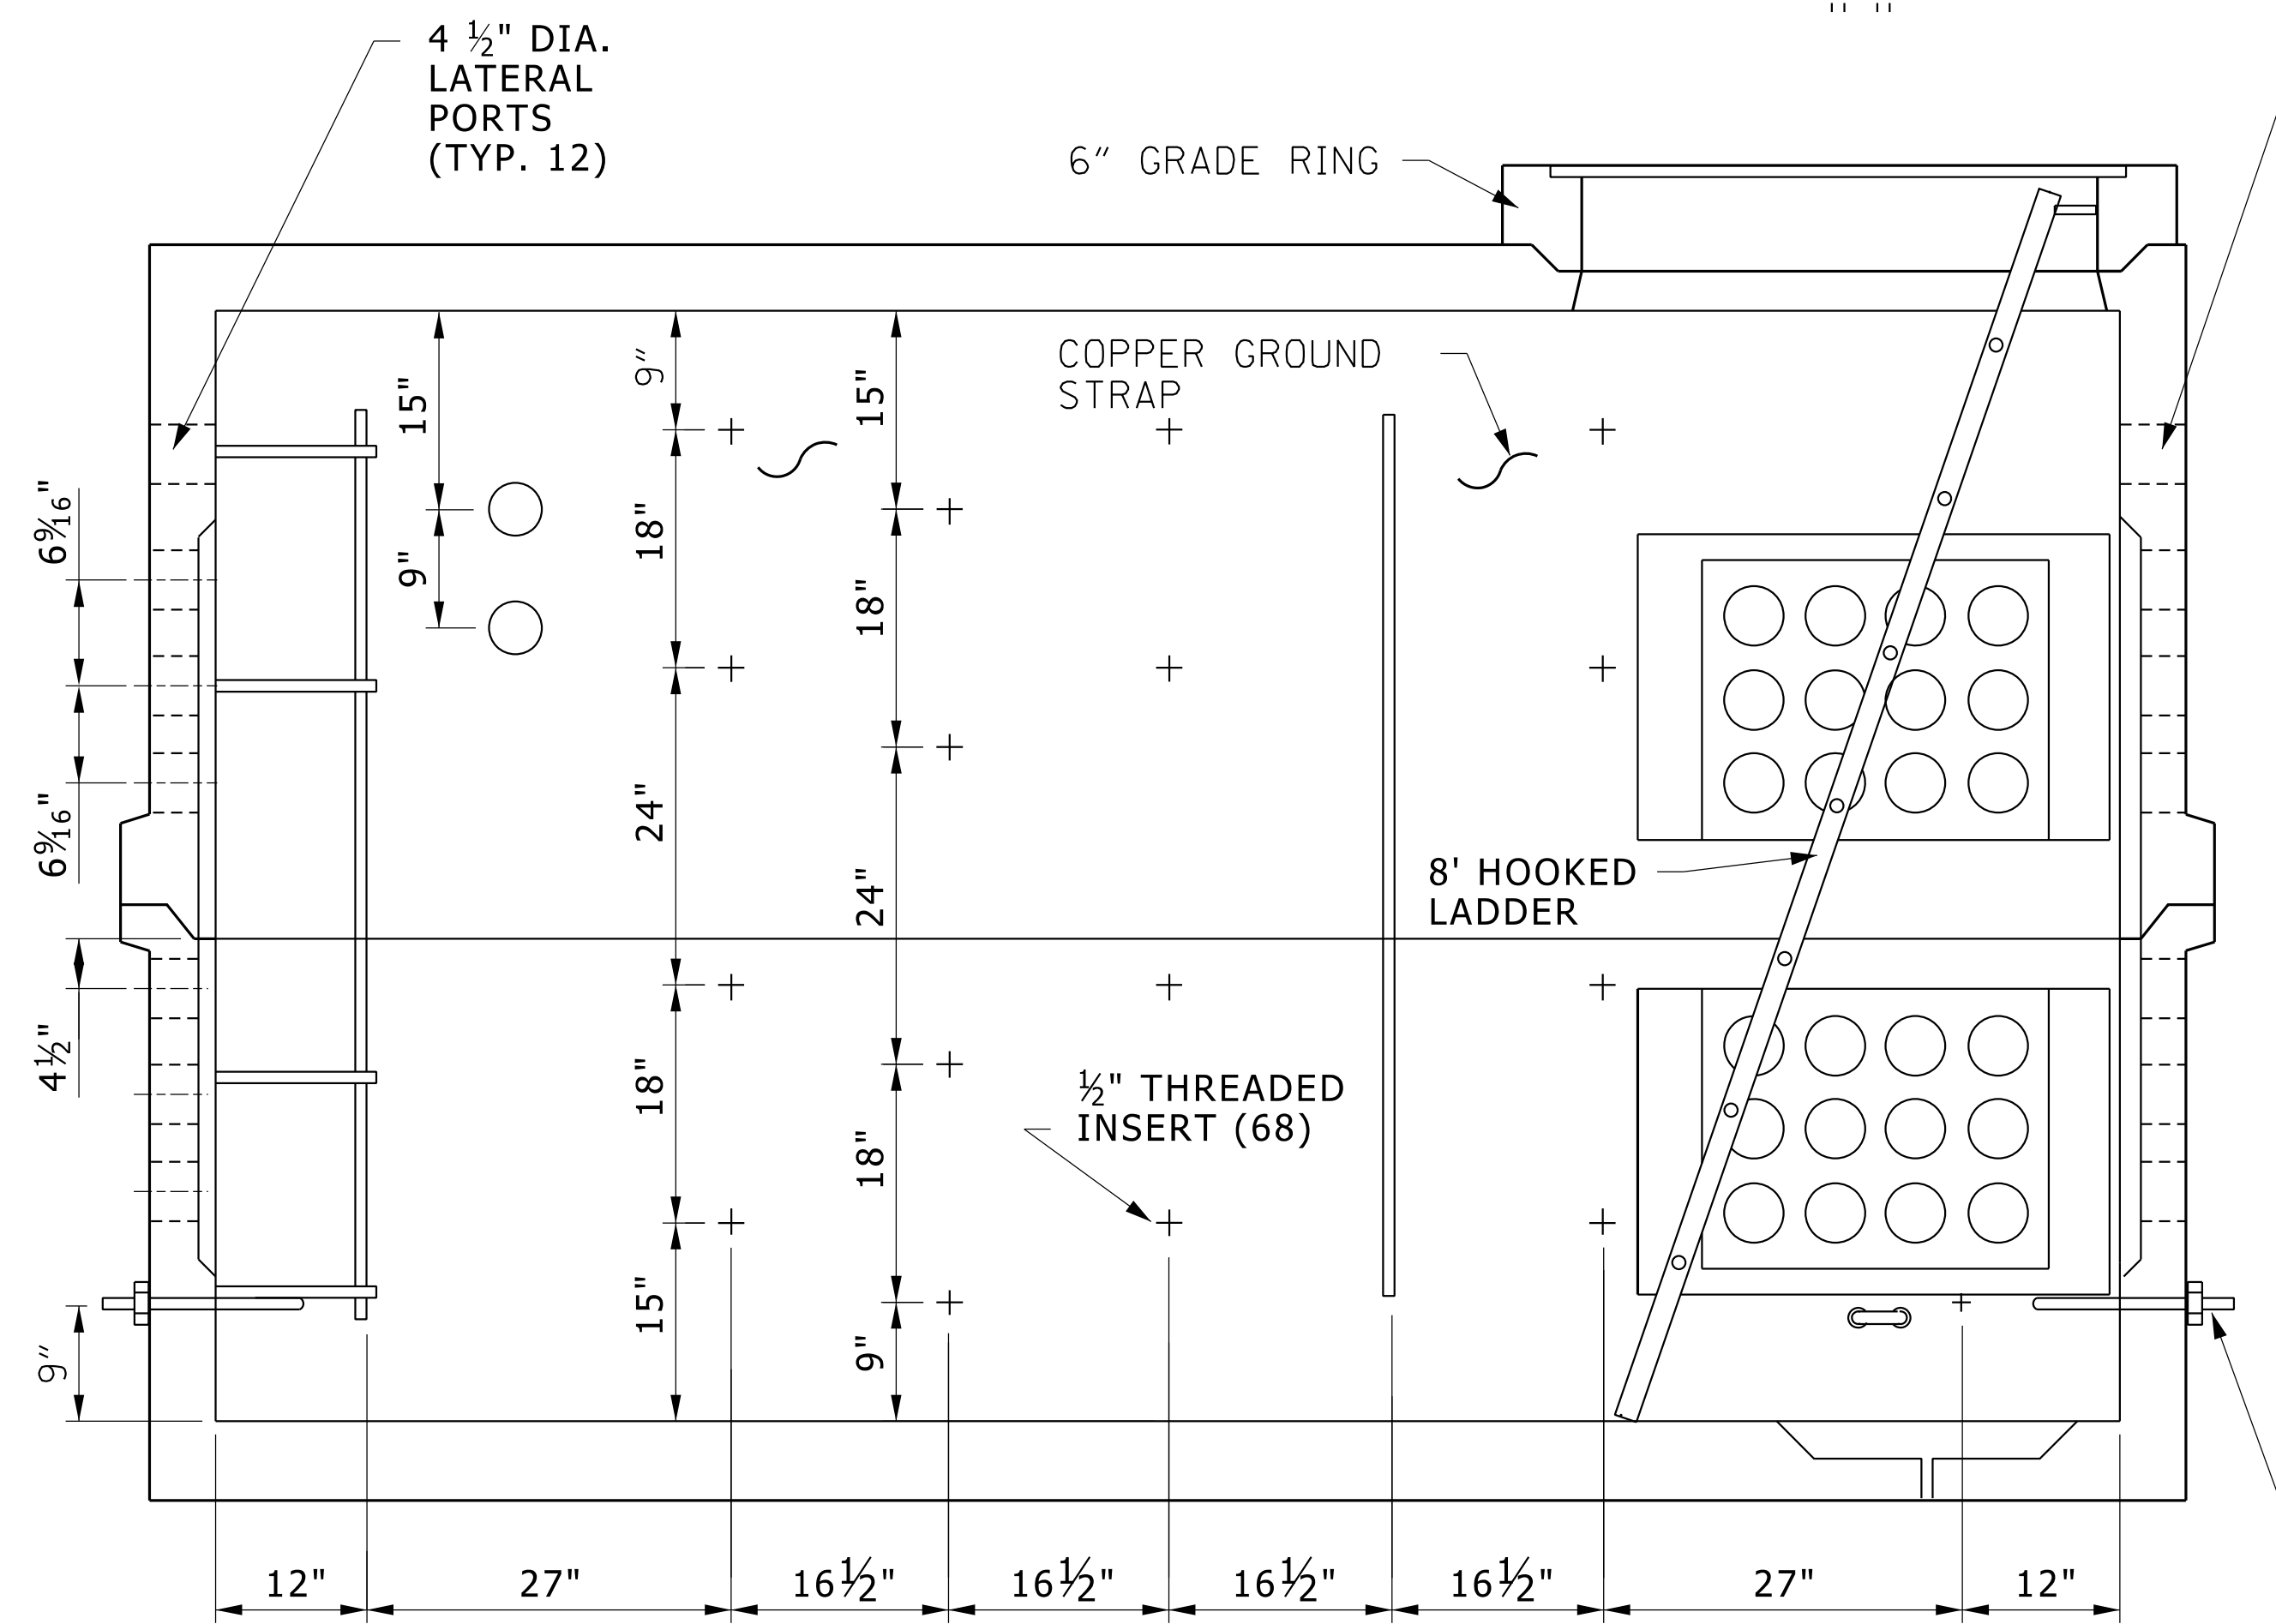 4 ½" DIA.
LATERAL
PORTS
(TYP. 12)
6" GRADE RING
COPPER GROUND
STRAP
15"
9"
9"
18"
24"
18"
15"
15"
18"
24"
18"
9"
6 9/16"
6 9/16"
4½"
9"
8' HOOKED
LADDER
½" THREADED
INSERT (68)
12" 27" 16½" 16½" 16½" 16½" 27" 12"